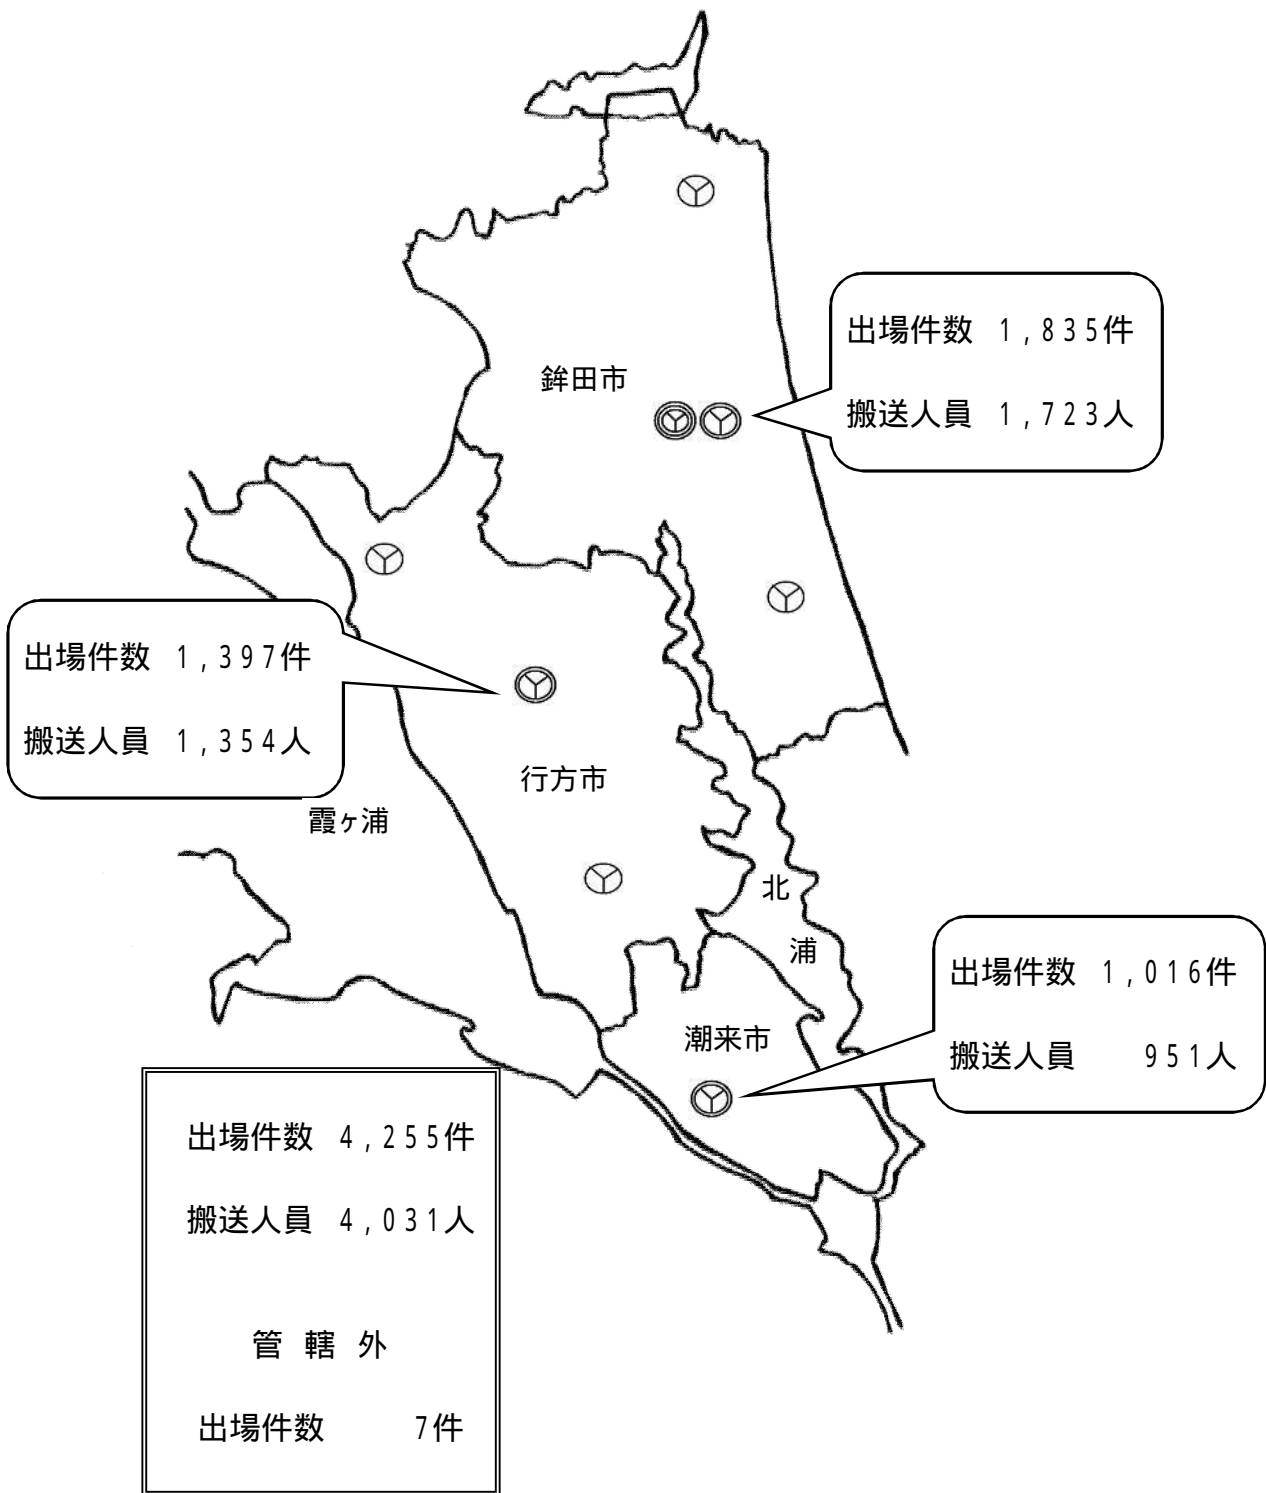 出場件数 1,835件
搬送人員 1,723人
鉾田市
出場件数 1,397件
搬送人員 1,354人
行方市
霞ヶ浦
北
浦
出場件数 1,016件
搬送人員 951人
潮来市
出場件数 4,255件
搬送人員 4,031人
管 轄 外
出場件数 7件